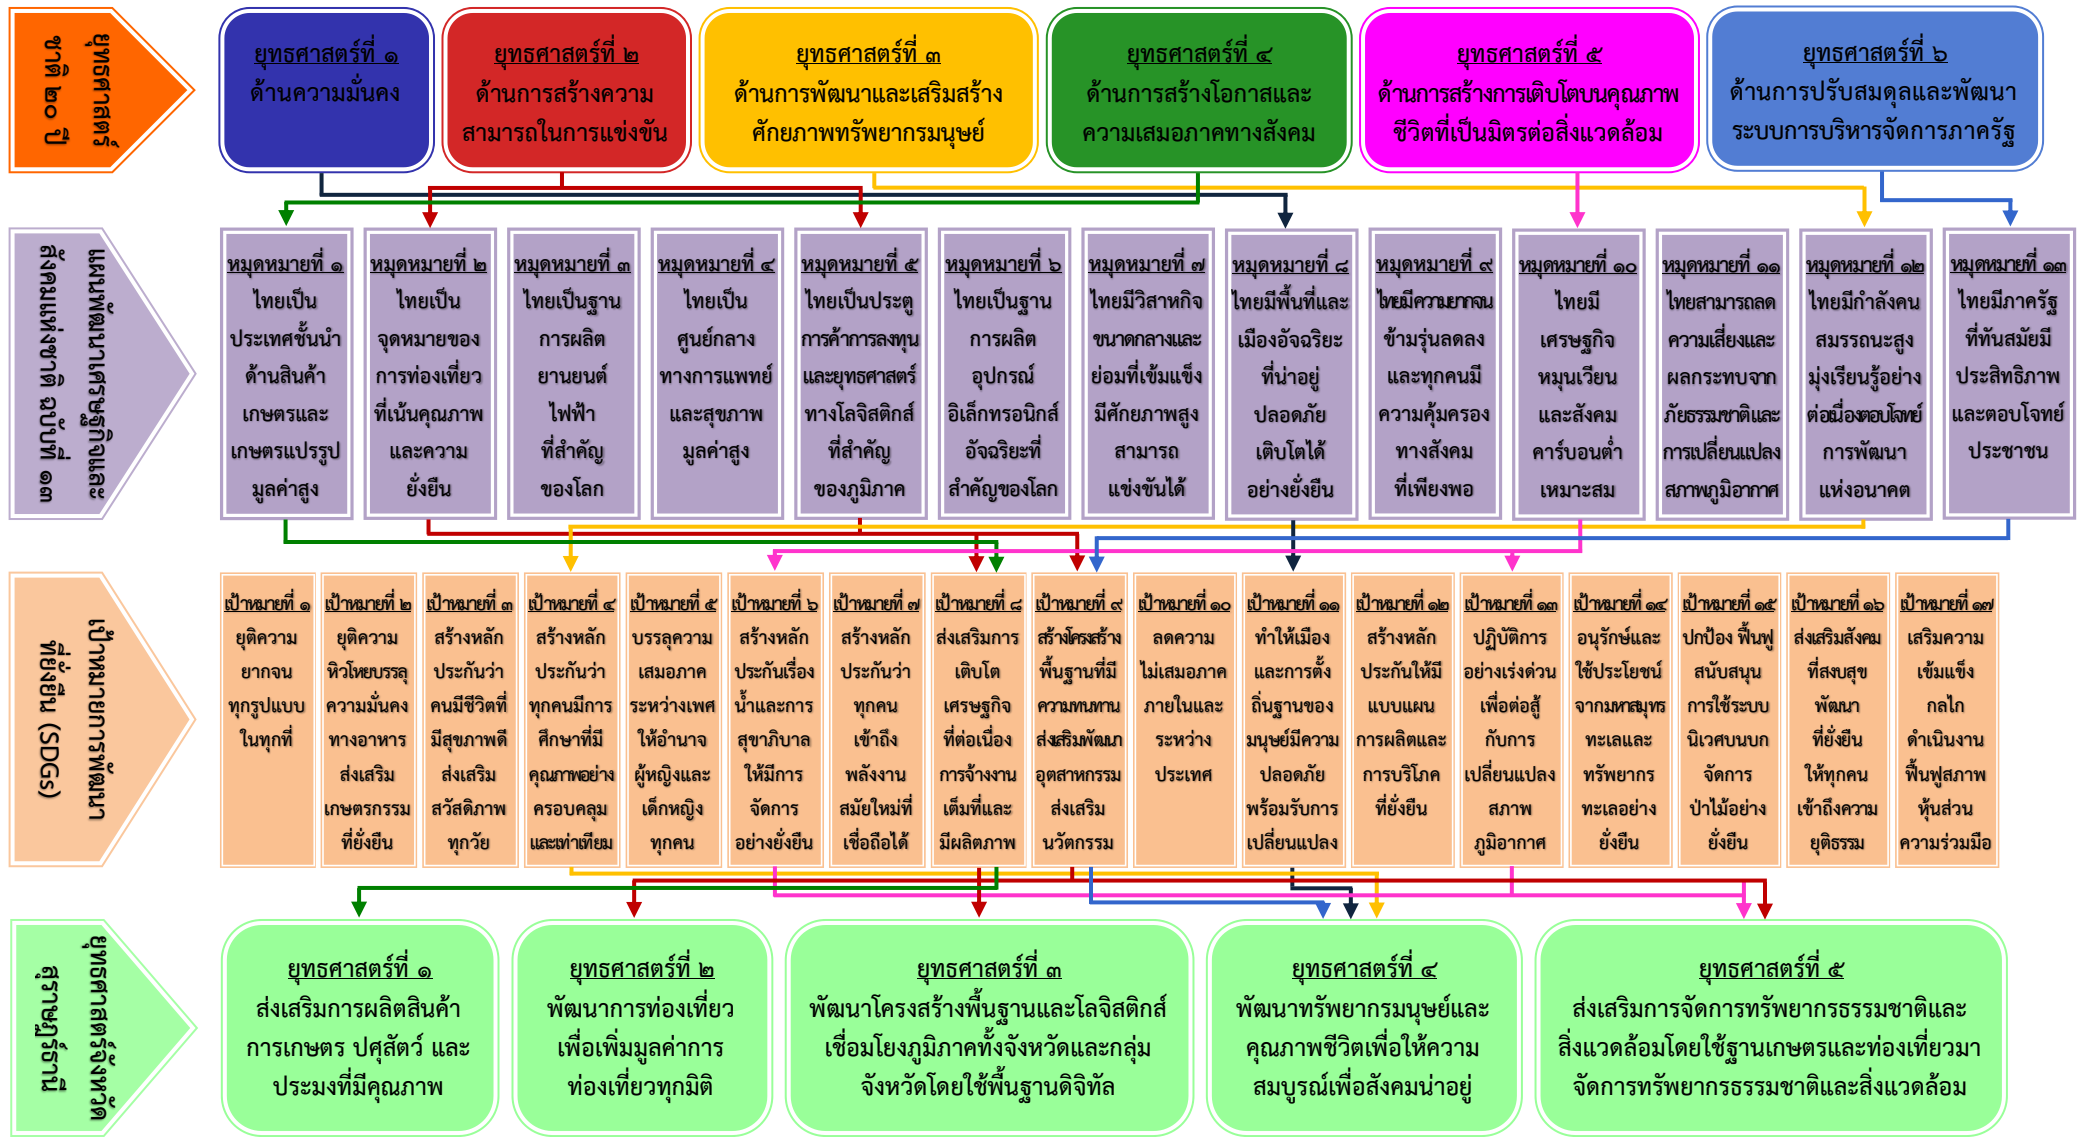 ยุทธศาสตร์
ชาติ ๒๐ ปี
ยุทธศาสตร์ที่ ๑
ด้านความมั่นคง
ยุทธศาสตร์ที่ ๒
ด้านการสร้างความ
สามารถในการแข่งขัน
ยุทธศาสตร์ที่ ๓
ด้านการพัฒนาและเสริมสร้าง
ศักยภาพทรัพยากรมนุษย์
ยุทธศาสตร์ที่ ๔
ด้านการสร้างโอกาสและ
ความเสมอภาคทางสังคม
ยุทธศาสตร์ที่ ๕
ด้านการสร้างการเติบโตบนคุณภาพ
ชีวิตที่เป็นมิตรต่อสิ่งแวดล้อม
ยุทธศาสตร์ที่ ๖
ด้านการปรับสมดุลและพัฒนา
ระบบการบริหารจัดการภาครัฐ
แผนพัฒนาเศรษฐกิจและ
สังคมแห่งชาติ ฉบับที่ ๑๓
หมุดหมายที่ ๑
ไทยเป็น
ประเทศชั้นนำ
ด้านสินค้า
เกษตรและ
เกษตรแปรรูป
มูลค่าสูง
หมุดหมายที่ ๒
ไทยเป็น
จุดหมายของ
การท่องเที่ยว
ที่เน้นคุณภาพ
และความ
ยั่งยืน
หมุดหมายที่ ๓
ไทยเป็นฐาน
การผลิต
ยานยนต์
ไฟฟ้า
ที่สำคัญ
ของโลก
หมุดหมายที่ ๔
ไทยเป็น
ศูนย์กลาง
ทางการแพทย์
และสุขภาพ
มูลค่าสูง
หมุดหมายที่ ๕
ไทยเป็นประตู
การค้าการลงทุน
และยุทธศาสตร์
ทางโลจิสติกส์
ที่สำคัญ
ของภูมิภาค
หมุดหมายที่ ๖
ไทยเป็นฐาน
การผลิต
อุปกรณ์
อิเล็กทรอนิกส์
อัจฉริยะที่
สำคัญของโลก
หมุดหมายที่ ๗
ไทยมีวิสาหกิจ
ขนาดกลางและ
ย่อมที่เข้มแข็ง
มีศักยภาพสูง
สามารถ
แข่งขันได้
หมุดหมายที่ ๘
ไทยมีพื้นที่และ
เมืองอัจฉริยะ
ที่น่าอยู่
ปลอดภัย
เติบโตได้
อย่างยั่งยืน
หมุดหมายที่ ๙
ไทยมีความยากจน
ข้ามรุ่นลดลง
และทุกคนมี
ความคุ้มครอง
ทางสังคม
ที่เพียงพอ
หมุดหมายที่ ๑๐
ไทยมี
เศรษฐกิจ
หมุนเวียน
และสังคม
คาร์บอนต่ำ
เหมาะสม
หมุดหมายที่ ๑๑
ไทยสามารถลด
ความเสี่ยงและ
ผลกระทบจาก
ภัยธรรมชาติและ
การเปลี่ยนแปลง
สภาพภูมิอากาศ
หมุดหมายที่ ๑๒
ไทยมีกำลังคน
สมรรถนะสูง
มุ่งเรียนรู้อย่าง
ต่อเนื่องตอบโจทย์
การพัฒนา
แห่งอนาคต
หมุดหมายที่ ๑๓
ไทยมีภาครัฐ
ที่ทันสมัยมี
ประสิทธิภาพ
และตอบโจทย์
ประชาชน
เป้าหมายการพัฒนา
ที่ยั่งยืน (SDGs)
เป้าหมายที่ ๑
ยุติความ
ยากจน
ทุกรูปแบบ
ในทุกที่
เป้าหมายที่ ๒
ยุติความ
หิวโหยบรรลุ
ความมั่นคง
ทางอาหาร
ส่งเสริม
เกษตรกรรม
ที่ยั่งยืน
เป้าหมายที่ ๓
สร้างหลัก
ประกันว่า
คนมีชีวิตที่
มีสุขภาพดี
ส่งเสริม
สวัสดิภาพ
ทุกวัย
เป้าหมายที่ ๔
สร้างหลัก
ประกันว่า
ทุกคนมีการ
ศึกษาที่มี
คุณภาพอย่าง
ครอบคลุม
และเท่าเทียม
เป้าหมายที่ ๕
บรรลุความ
เสมอภาค
ระหว่างเพศ
ให้อำนาจ
ผู้หญิงและ
เด็กหญิง
ทุกคน
เป้าหมายที่ ๖
สร้างหลัก
ประกันเรื่อง
น้ำและการ
สุขาภิบาล
ให้มีการ
จัดการ
อย่างยั่งยืน
เป้าหมายที่ ๗
สร้างหลัก
ประกันว่า
ทุกคน
เข้าถึง
พลังงาน
สมัยใหม่ที่
เชื่อถือได้
เป้าหมายที่ ๘
ส่งเสริมการ
เติบโต
เศรษฐกิจ
ที่ต่อเนื่อง
การจ้างงาน
เต็มที่และ
มีผลิตภาพ
เป้าหมายที่ ๙
สร้างโครงสร้าง
พื้นฐานที่มี
ความทนทาน
ส่งเสริมพัฒนา
อุตสาหกรรม
ส่งเสริม
นวัตกรรม
เป้าหมายที่ ๑๐
ลดความ
ไม่เสมอภาค
ภายในและ
ระหว่าง
ประเทศ
เป้าหมายที่ ๑๑
ทำให้เมือง
และการตั้ง
ถิ่นฐานของ
มนุษย์มีความ
ปลอดภัย
พร้อมรับการ
เปลี่ยนแปลง
เป้าหมายที่ ๑๒
สร้างหลัก
ประกันให้มี
แบบแผน
การผลิตและ
การบริโภค
ที่ยั่งยืน
เป้าหมายที่ ๑๓
ปฏิบัติการ
อย่างเร่งด่วน
เพื่อต่อสู้
กับการ
เปลี่ยนแปลง
สภาพ
ภูมิอากาศ
เป้าหมายที่ ๑๔
อนุรักษ์และ
ใช้ประโยชน์
จากมหาสมุทร
ทะเลและ
ทรัพยากร
ทะเลอย่าง
ยั่งยืน
เป้าหมายที่ ๑๕
ปกป้อง ฟื้นฟู
สนับสนุน
การใช้ระบบ
นิเวศบนบก
จัดการ
ป่าไม้อย่าง
ยั่งยืน
เป้าหมายที่ ๑๖
ส่งเสริมสังคม
ที่สงบสุข
พัฒนา
ที่ยั่งยืน
ให้ทุกคน
เข้าถึงความ
ยุติธรรม
เป้าหมายที่ ๑๗
เสริมความ
เข้มแข็ง
กลไก
ดำเนินงาน
ฟื้นฟูสภาพ
หุ้นส่วน
ความร่วมมือ
ยุทธศาสตร์จังหวัด
สุราษฎร์ธานี
ยุทธศาสตร์ที่ ๑
ส่งเสริมการผลิตสินค้า
การเกษตร ปศุสัตว์ และ
ประมงที่มีคุณภาพ
ยุทธศาสตร์ที่ ๒
พัฒนาการท่องเที่ยว
เพื่อเพิ่มมูลค่าการ
ท่องเที่ยวทุกมิติ
ยุทธศาสตร์ที่ ๓
พัฒนาโครงสร้างพื้นฐานและโลจิสติกส์
เชื่อมโยงภูมิภาคทั้งจังหวัดและกลุ่ม
จังหวัดโดยใช้พื้นฐานดิจิทัล
ยุทธศาสตร์ที่ ๔
พัฒนาทรัพยากรมนุษย์และ
คุณภาพชีวิตเพื่อให้ความ
สมบูรณ์เพื่อสังคมน่าอยู่
ยุทธศาสตร์ที่ ๕
ส่งเสริมการจัดการทรัพยากรธรรมชาติและ
สิ่งแวดล้อมโดยใช้ฐานเกษตรและท่องเที่ยวมา
จัดการทรัพยากรธรรมชาติและสิ่งแวดล้อม